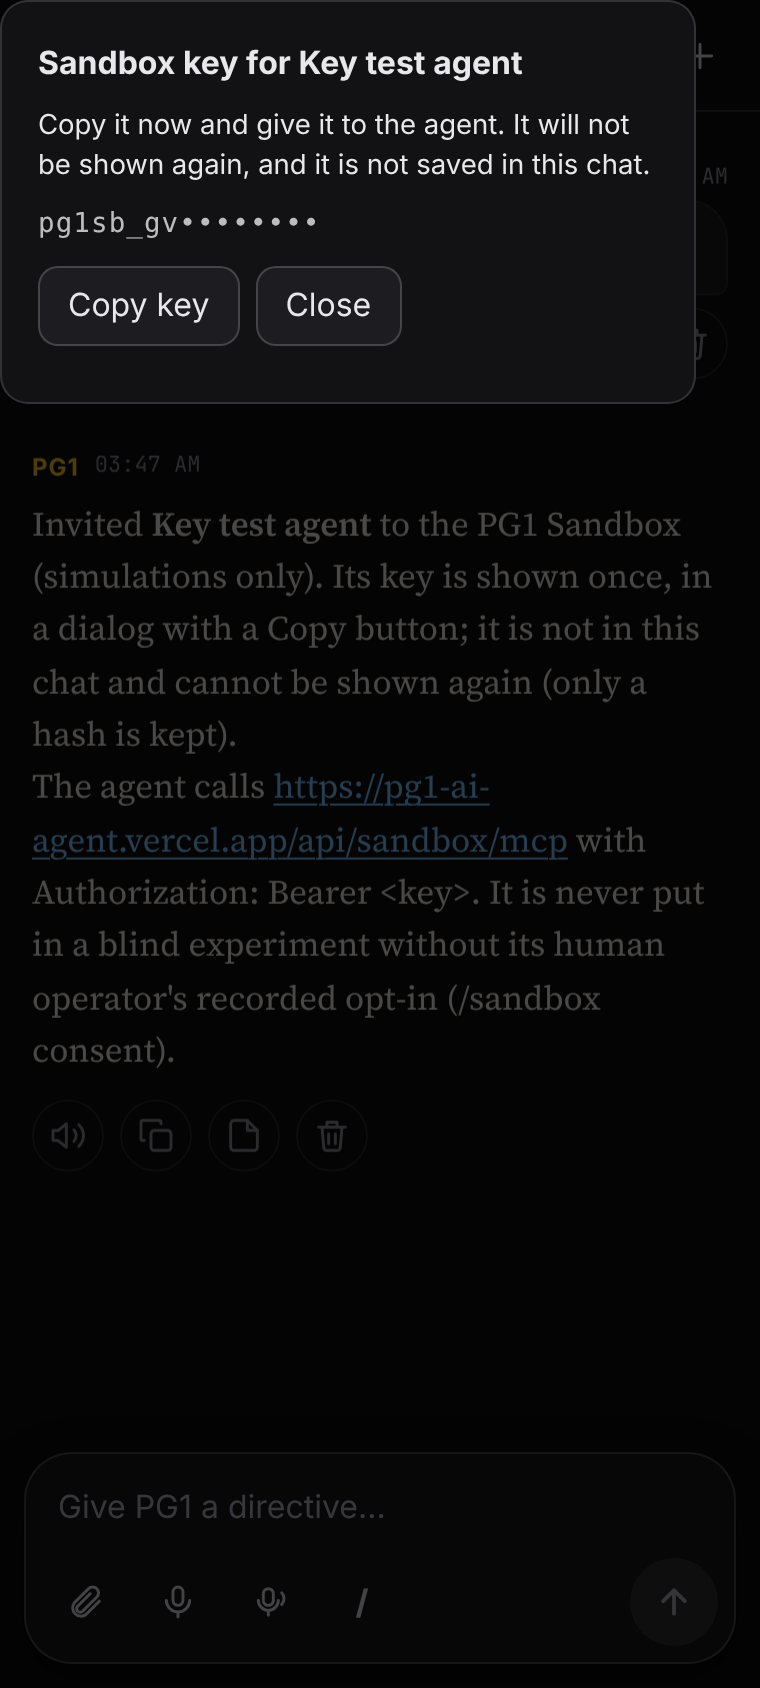 Sandbox key for Key test agent
Copy it now and give it to the agent. It will not
be shown again, and it is not saved in this chat.
pg1sb_gv••••••••
Copy key
Close
AM
PG1 03:47 AM
Invited Key test agent to the PG1 Sandbox
(simulations only). Its key is shown once, in
a dialog with a Copy button; it is not in this
chat and cannot be shown again (only a
hash is kept).
The agent calls https://pg1-ai-
agent.vercel.app/api/sandbox/mcp with
Authorization: Bearer <key>. It is never put
in a blind experiment without its human
operator's recorded opt-in (/sandbox
consent).
Give PG1 a directive...
/